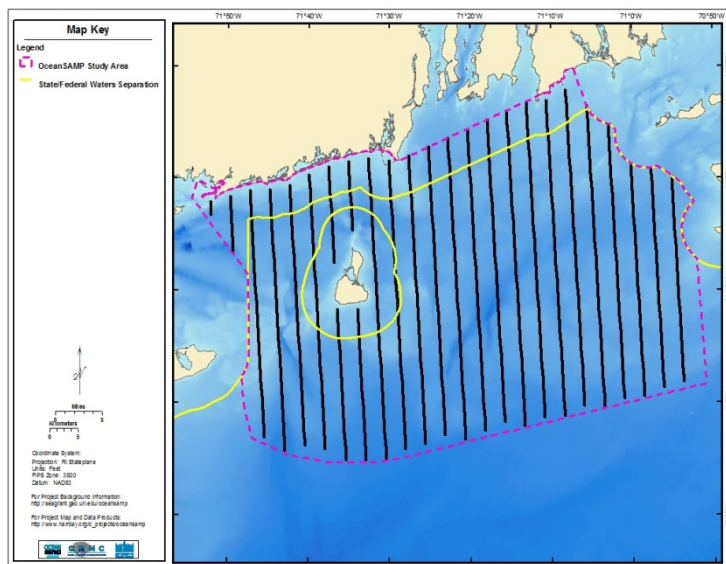 71°50'W 71°40'W 71°30'W 71°20'W 71°10'W 71°0'W 70°50'W
Map Key
Legend
OceanSAMP Study Area
State/Federal Waters Separation
Miles
Kilometers
Coordinate System:
Projection: RI Stateplane
Units: Feet
FIPS Zone: 3800
Datum: NAD83
For Project Background Information:
http://seagrant.gso.uri.edu/oceansamp
For Project Map and Data Products: